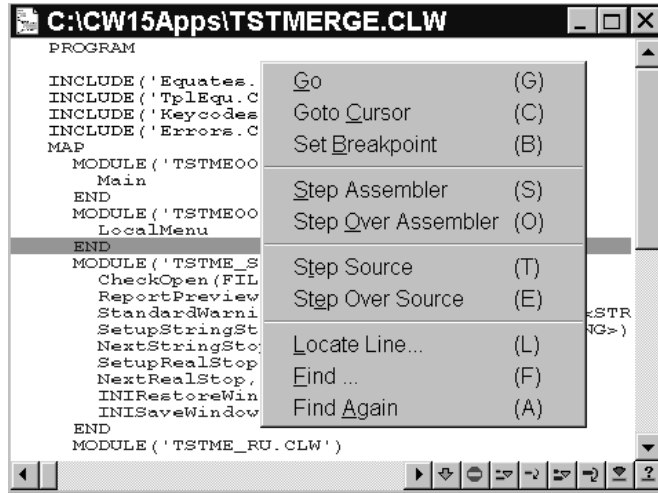 C:\CW15Apps\TSTMERGE.CLW
PROGRAM
INCLUDE('Equates.
INCLUDE('TplEqu.C
INCLUDE('Keycodes
INCLUDE('Errors.C
MAP
MODULE('TSTME00
Main
END
MODULE('TSTME00
LocalMenu
END
MODULE('TSTME_S
CheckOpen(FIL
ReportPreview
StandardWarni <STR
SetupStringSt NG>)
NextStringSto
SetupRealStop
NextRealStop,
INIRestoreWin
INISaveWindow
END
MODULE('TSTME_RU.CLW')
Go (G)
Goto Cursor (C)
Set Breakpoint (B)
Step Assembler (S)
Step Over Assembler (O)
Step Source (T)
Step Over Source (E)
Locate Line... (L)
Find ... (F)
Find Again (A)
?